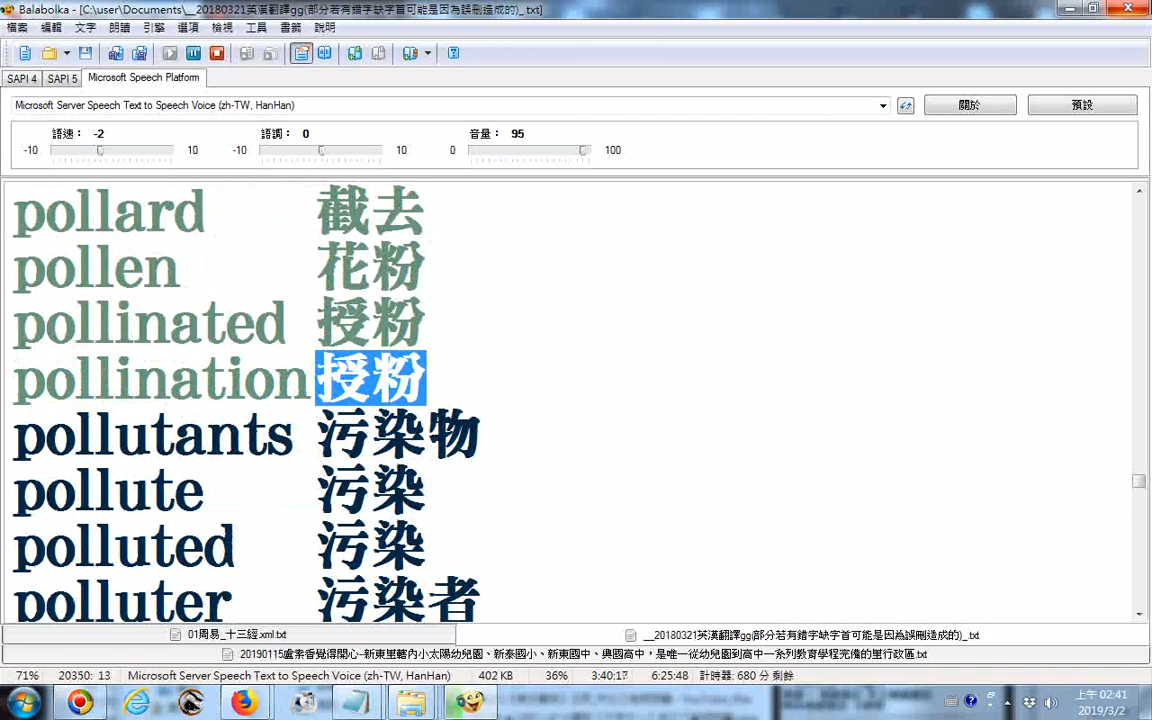 Balabolka - [C:\user\Documents\__20180321英漢翻譯gg(部分若有錯字缺字首可能是因為誤刪造成的)_.txt]
檔案 編輯 文字 朗讀 引擎 選項 檢視 工具 書籤 說明
SAPI 4 SAPI 5 Microsoft Speech Platform
Microsoft Server Speech Text to Speech Voice (zh-TW, HanHan) 關於 預設
語速： -2 語調： 0 音量： 95
-10 10 -10 10 0 100
pollard 截去
pollen 花粉
pollinated 授粉
pollination 授粉
pollutants 污染物
pollute 污染
polluted 污染
polluter 污染者
01周易_十三經.xml.txt __20180321英漢翻譯gg(部分若有錯字缺字首可能是因為誤刪造成的)_.txt
20190115盧素香覺得開心-新東里轄內小太陽幼兒園、新泰國小、新東國中、興國高中，是唯一從幼兒園到高中一系列教育學程完備的里行政區.txt
71% 20350: 13 Microsoft Server Speech Text to Speech Voice (zh-TW, HanHan) 402 KB 36% 3:40:17 6:25:48 計時器: 680 分 剩餘
上午 02:41
2019/3/2